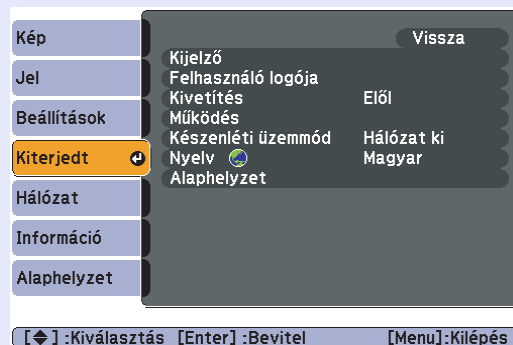 Kép
Jel
Beállítások
Kiterjedt
Hálózat
Információ
Alaphelyzet
Vissza
Kijelző
Felhasználó logója
Kivetítés Elől
Működés
Készenléti üzemmód Hálózat ki
Nyelv Magyar
Alaphelyzet
[◆] :Kiválasztás [Enter] :Bevitel [Menu]:Kilépés